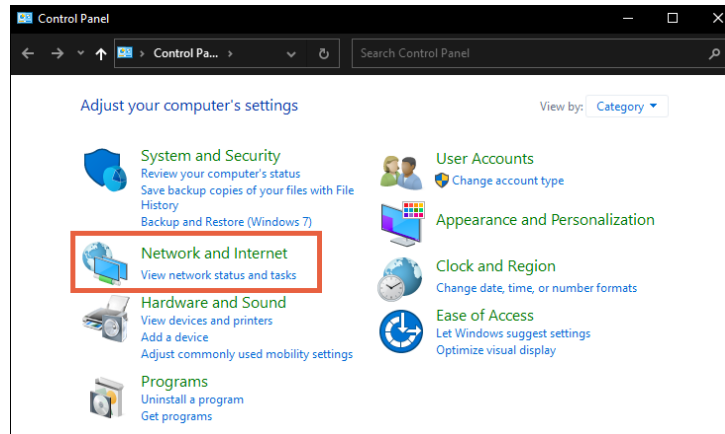 Control Panel
Control Pa...
Search Control Panel
Adjust your computer's settings
View by: Category
System and Security
Review your computer's status
Save backup copies of your files with File
History
Backup and Restore (Windows 7)
Network and Internet
View network status and tasks
Hardware and Sound
View devices and printers
Add a device
Adjust commonly used mobility settings
Programs
Uninstall a program
Get programs
User Accounts
Change account type
Appearance and Personalization
Clock and Region
Change date, time, or number formats
Ease of Access
Let Windows suggest settings
Optimize visual display